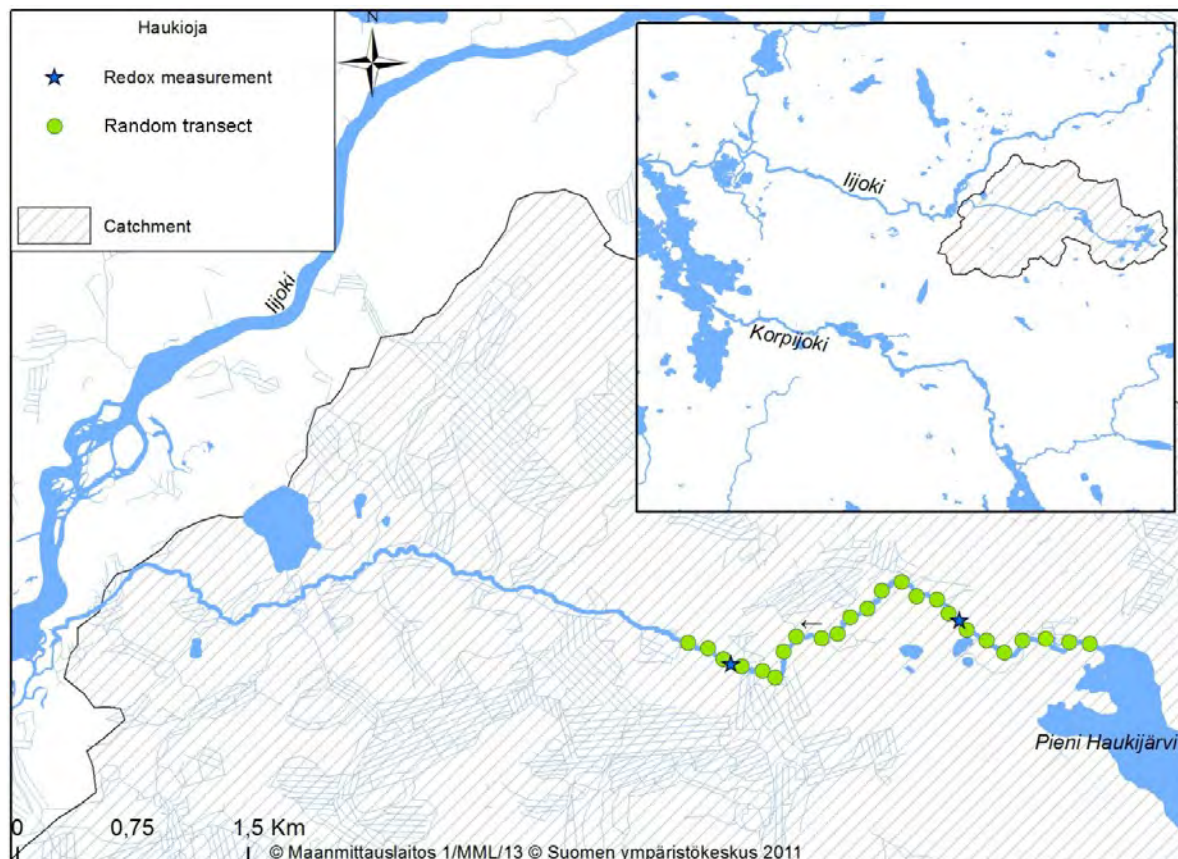 Haukioja
Redox measurement
Random transect
Catchment
N
Iijoki
Iijoki
Korpijoki
Pieni Haukijärvi
0 0,75 1,5 Km
© Maanmittauslaitos 1/MML/13 © Suomen ympäristökeskus 2011